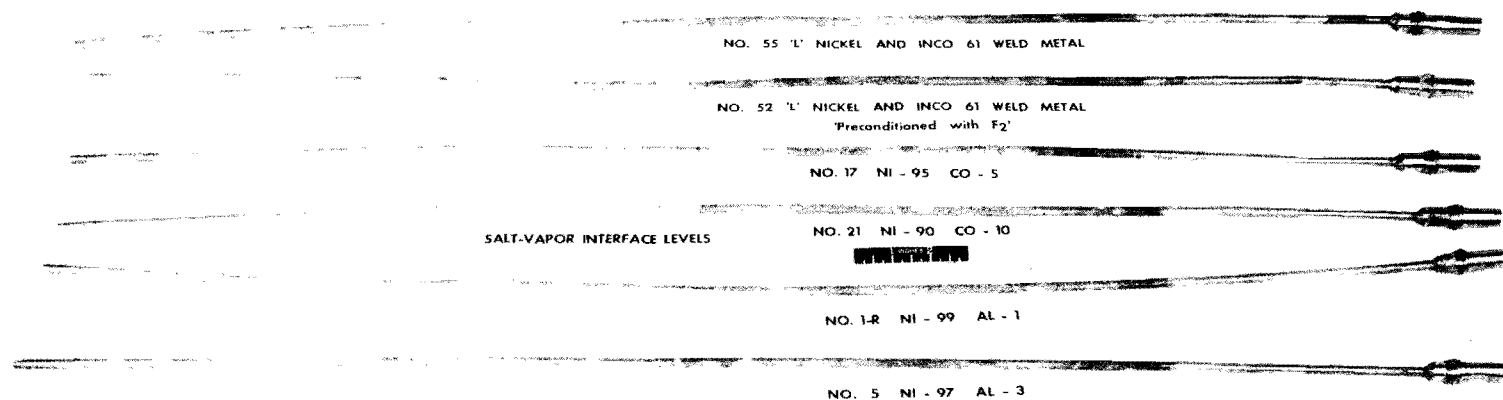 NO. 55 'L' NICKEL AND INCO 61 WELD METAL
NO. 52 'L' NICKEL AND INCO 61 WELD METAL
'Preconditioned with F2'
NO. 17 NI - 95 CO - 5
NO. 21 NI - 90 CO - 10
SALT-VAPOR INTERFACE LEVELS
NO. 1-R NI - 99 AL - 1
NO. 5 NI - 97 AL - 3